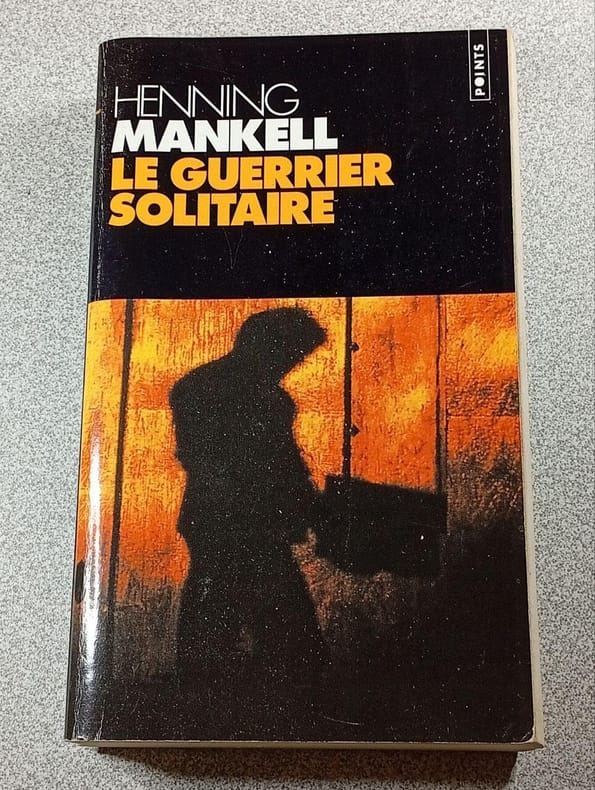 HENNING
MANKELL
LE GUERRIER
SOLITAIRE
POINTS